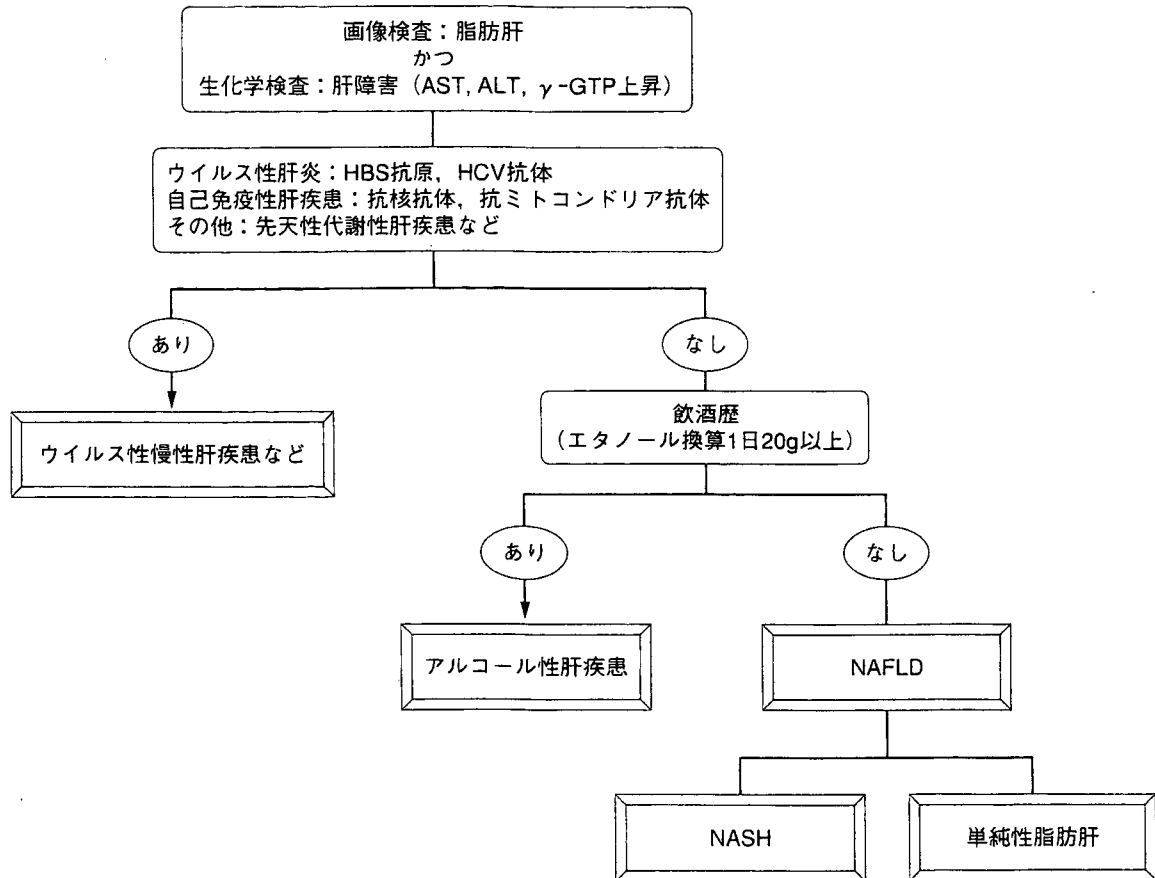 画像検査：脂肪肝
かつ
生化学検査：肝障害（AST, ALT, γ-GTP上昇）
ウイルス性肝炎：HBS抗原，HCV抗体
自己免疫性肝疾患：抗核抗体，抗ミトコンドリア抗体
その他：先天性代謝性肝疾患など
あり
なし
ウイルス性慢性肝疾患など
飲酒歴
（エタノール換算1日20g以上）
あり
なし
アルコール性肝疾患
NAFLD
NASH
単純性脂肪肝